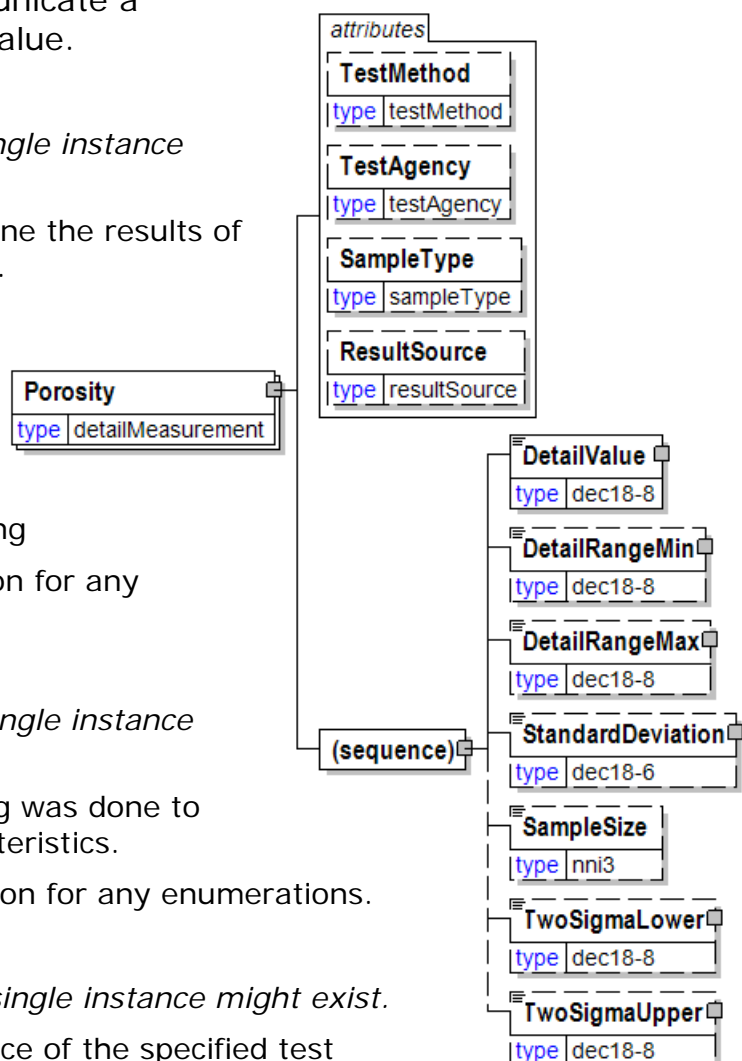 unicate a
alue.
ngle instance
ne the results of
.
ng
on for any
ngle instance
g was done to
teristics.
on for any enumerations.
single instance might exist.
ce of the specified test
attributes
TestMethod
type testMethod
TestAgency
type testAgency
SampleType
type sampleType
ResultSource
type resultSource
Porosity
type detailMeasurement
(sequence)
DetailValue
type dec18-8
DetailRangeMin
type dec18-8
DetailRangeMax
type dec18-8
StandardDeviation
type dec18-6
SampleSize
type nni3
TwoSigmaLower
type dec18-8
TwoSigmaUpper
type dec18-8